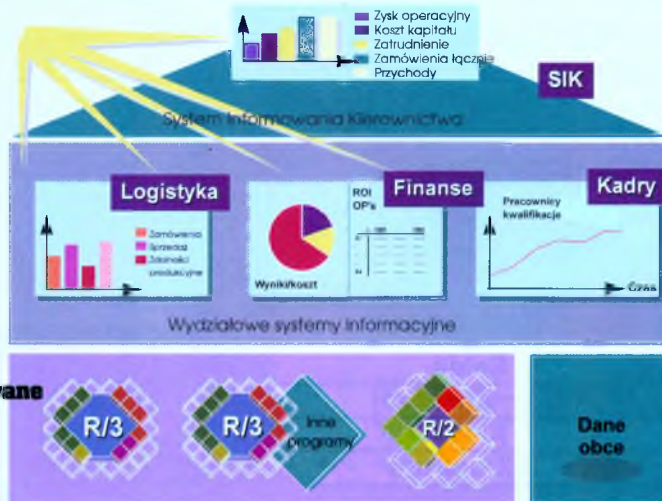 Zysk operacyjny
Koszt kapitału
Zatrudnienie
Zamówienia łącznie
Przychody
SIK
System Informowania Kierownictwa
Logistyka
Zamówienia
Sprzedaż
Zdolności
produkcyjne
ROI
OP's
Finanse
Wyniki/koszt
Kadry
Pracownicy
kwalifikacje
Czas
Wydziałowe systemy informacyjne
R/3
R/3
Inne
programy
R/2
Dane
obce